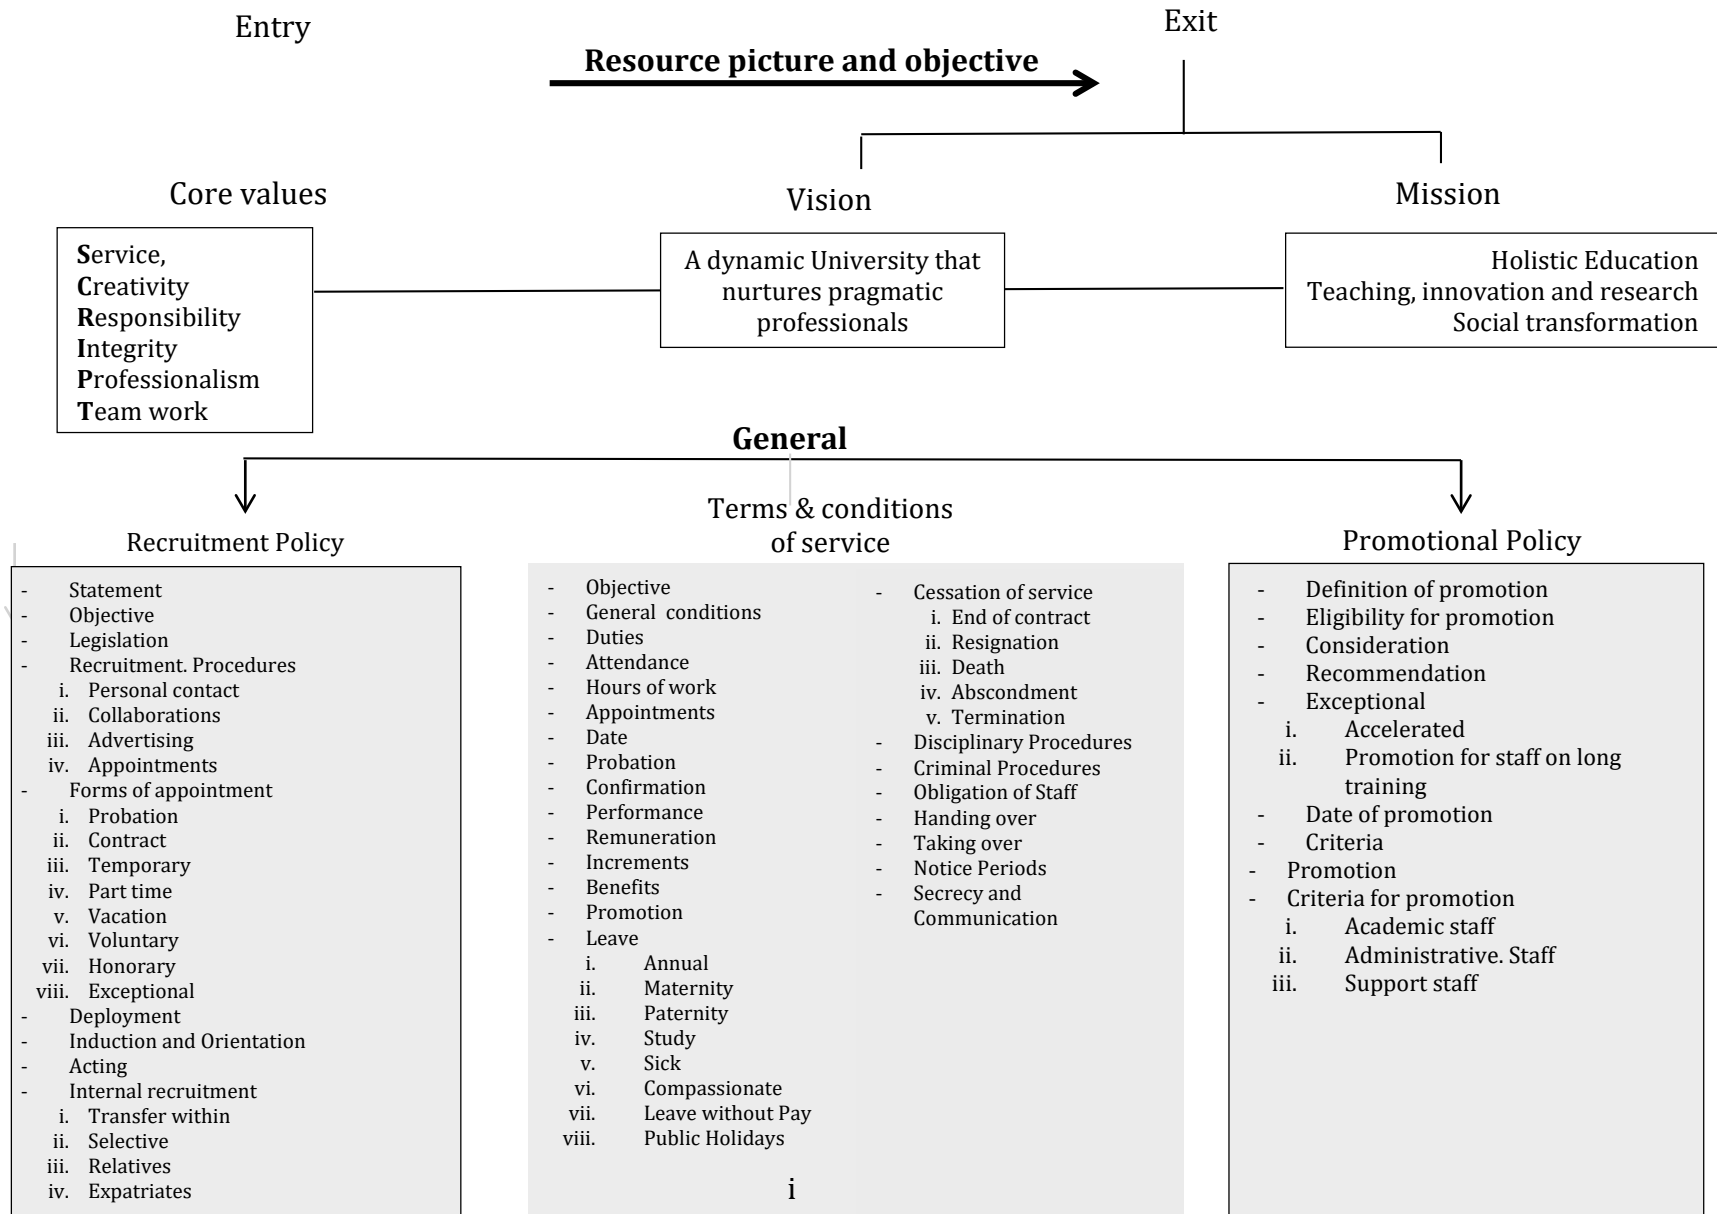 Entry
Exit
Resource picture and objective
Core values
Vision
Mission
Service,
Creativity
Responsibility
Integrity
Professionalism
Team work
A dynamic University that
nurtures pragmatic
professionals
Holistic Education
Teaching, innovation and research
Social transformation
General
Recruitment Policy
- Statement
- Objective
- Legislation
- Recruitment. Procedures
i. Personal contact
ii. Collaborations
iii. Advertising
iv. Appointments
- Forms of appointment
i. Probation
ii. Contract
iii. Temporary
iv. Part time
v. Vacation
vi. Voluntary
vii. Honorary
viii. Exceptional
- Deployment
- Induction and Orientation
- Acting
- Internal recruitment
i. Transfer within
ii. Selective
iii. Relatives
iv. Expatriates
Terms & conditions
of service
- Objective
- General conditions
- Duties
- Attendance
- Hours of work
- Appointments
- Date
- Probation
- Confirmation
- Performance
- Remuneration
- Increments
- Benefits
- Promotion
- Leave
i. Annual
ii. Maternity
iii. Paternity
iv. Study
v. Sick
vi. Compassionate
vii. Leave without Pay
viii. Public Holidays
- Cessation of service
i. End of contract
ii. Resignation
iii. Death
iv. Abscondment
v. Termination
- Disciplinary Procedures
- Criminal Procedures
- Obligation of Staff
- Handing over
- Taking over
- Notice Periods
- Secrecy and
Communication
Promotional Policy
- Definition of promotion
- Eligibility for promotion
- Consideration
- Recommendation
- Exceptional
i. Accelerated
ii. Promotion for staff on long
training
- Date of promotion
- Criteria
- Promotion
- Criteria for promotion
i. Academic staff
ii. Administrative. Staff
iii. Support staff
i